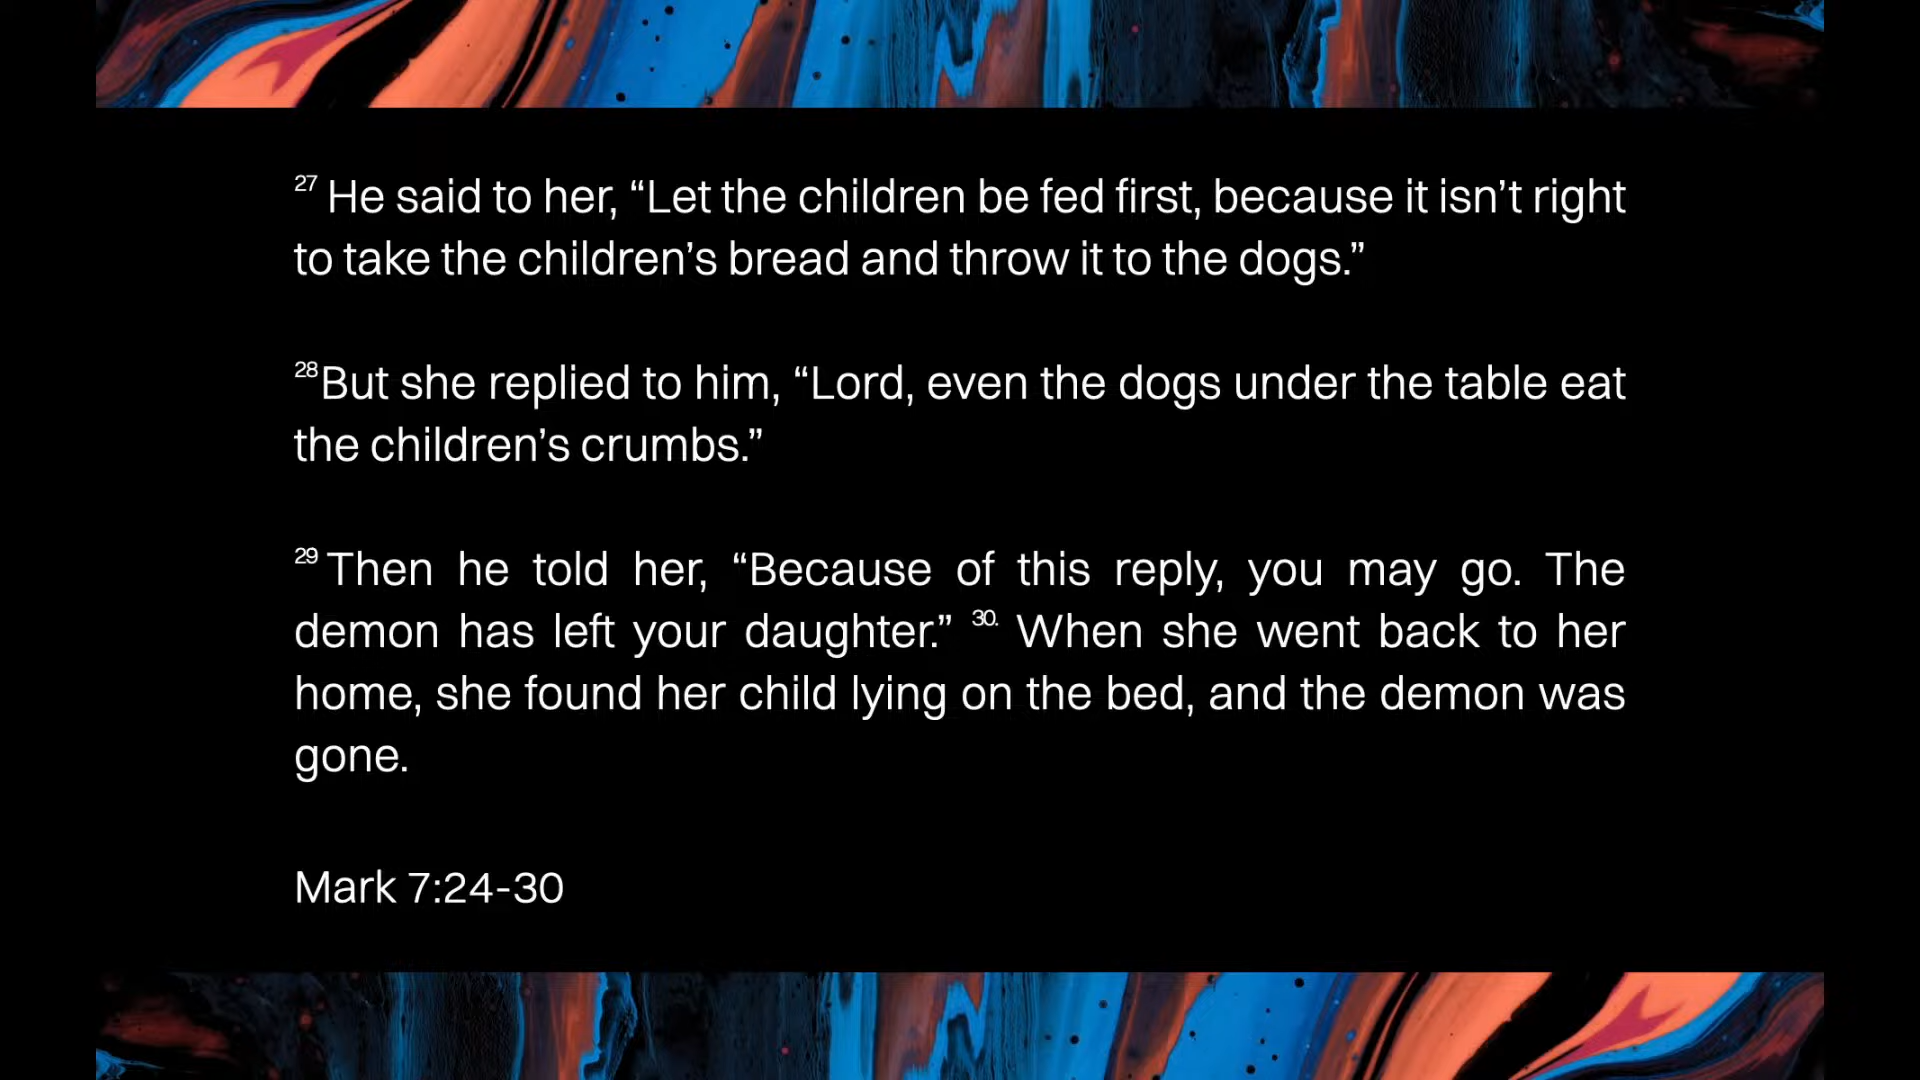 27 He said to her, “Let the children be fed first, because it isn’t right
to take the children’s bread and throw it to the dogs.”
28But she replied to him, “Lord, even the dogs under the table eat
the children’s crumbs.”
29 Then he told her, “Because of this reply, you may go. The
demon has left your daughter.” 30. When she went back to her
home, she found her child lying on the bed, and the demon was
gone.
Mark 7:24-30